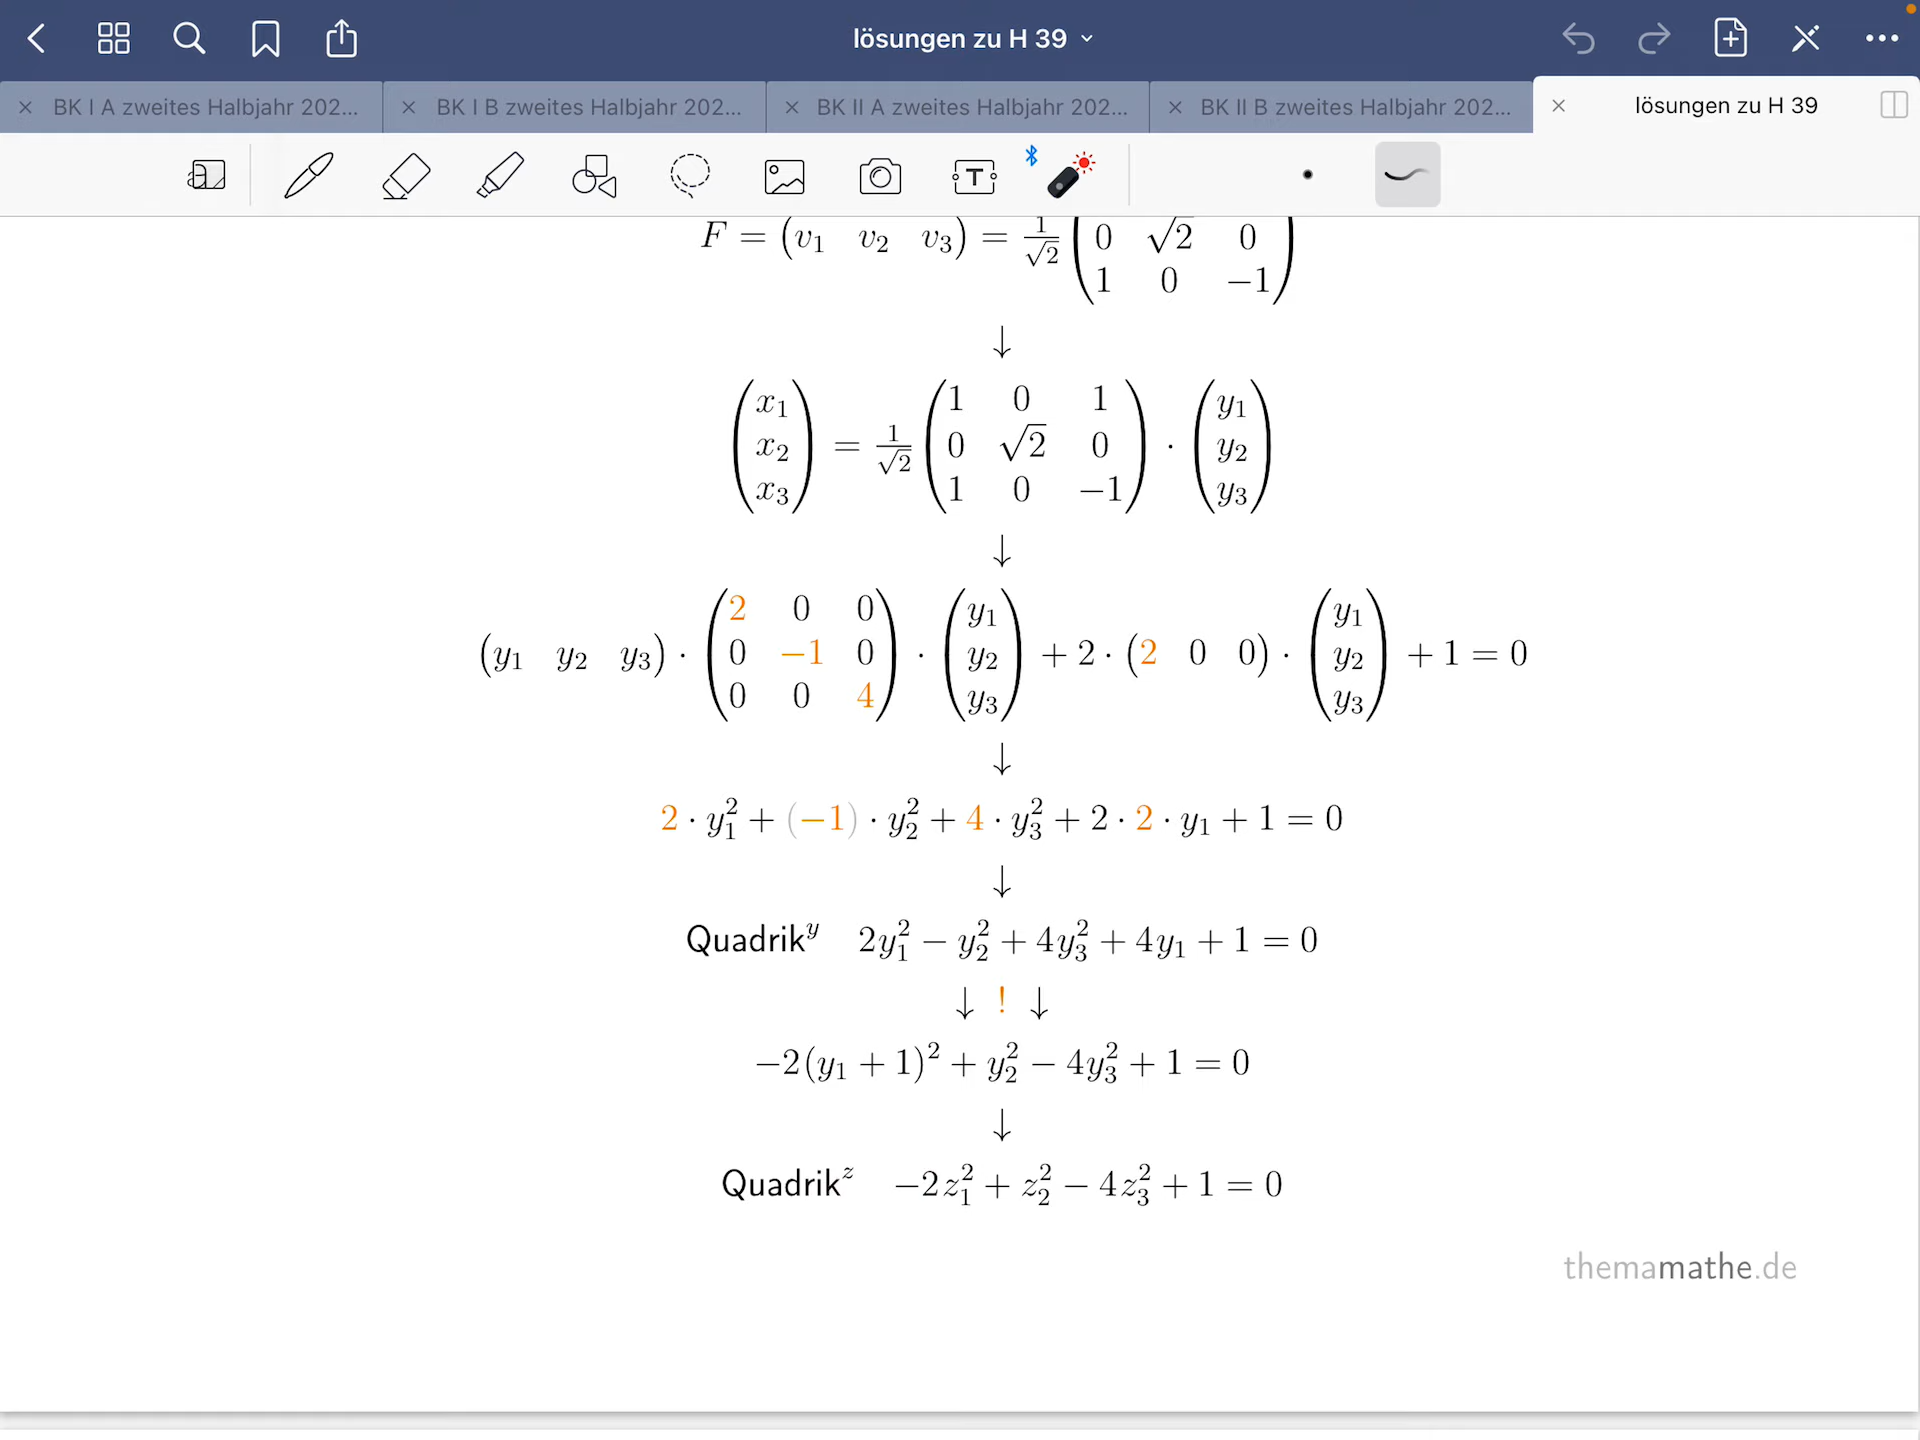 lösungen zu H 39
BK I A zweites Halbjahr 202...
BK I B zweites Halbjahr 202...
BK II A zweites Halbjahr 202...
BK II B zweites Halbjahr 202...
lösungen zu H 39
F = (v₁ v₂ v₃) = 1/√2 (0 √2 0; 1 0 −1)
↓
(x₁; x₂; x₃) = 1/√2 (1 0 1; 0 √2 0; 1 0 −1) · (y₁; y₂; y₃)
↓
(y₁ y₂ y₃) · (2 0 0; 0 −1 0; 0 0 4) · (y₁; y₂; y₃) + 2 · (2 0 0) · (y₁; y₂; y₃) + 1 = 0
↓
2 · y₁² + (−1) · y₂² + 4 · y₃² + 2 · 2 · y₁ + 1 = 0
↓
Quadrikʸ 2y₁² − y₂² + 4y₃² + 4y₁ + 1 = 0
↓ ! ↓
−2(y₁ + 1)² + y₂² − 4y₃² + 1 = 0
↓
Quadrikᶻ −2z₁² + z₂² − 4z₃² + 1 = 0
themamathe.de